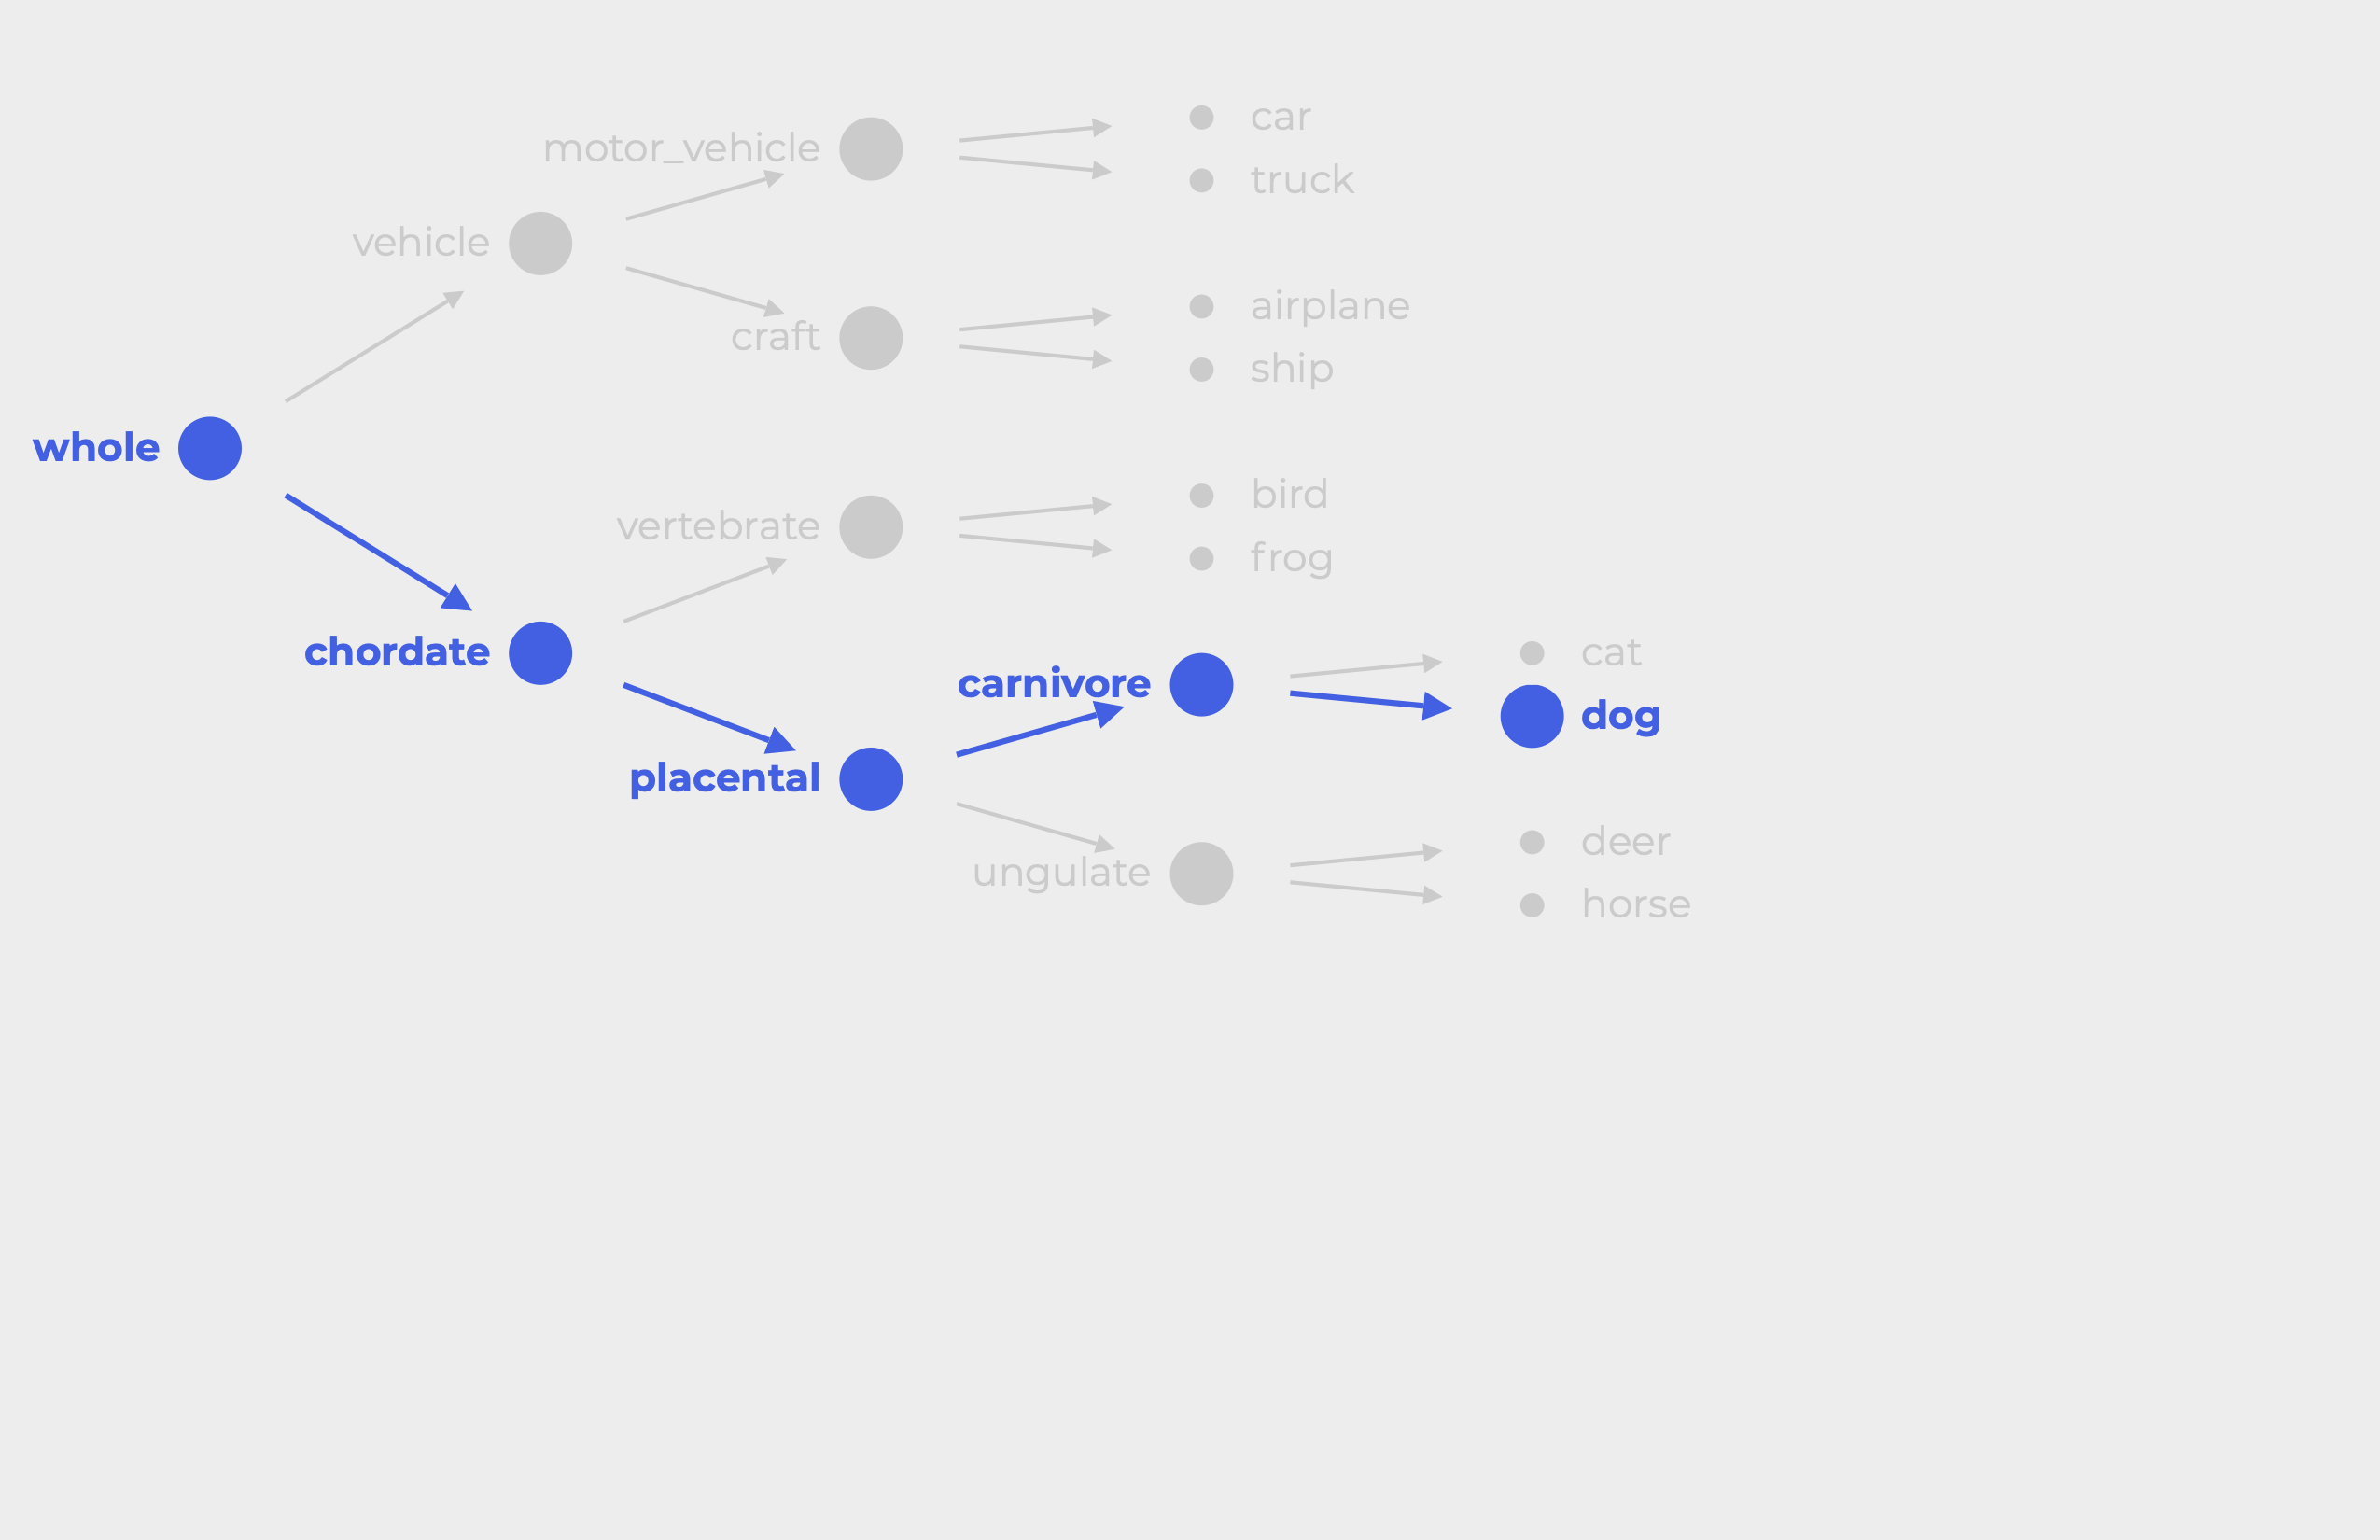 car
motor_vehicle
truck
vehicle
airplane
craft
ship
whole
bird
vertebrate
frog
chordate
cat
carnivore
dog
placental
deer
ungulate
horse